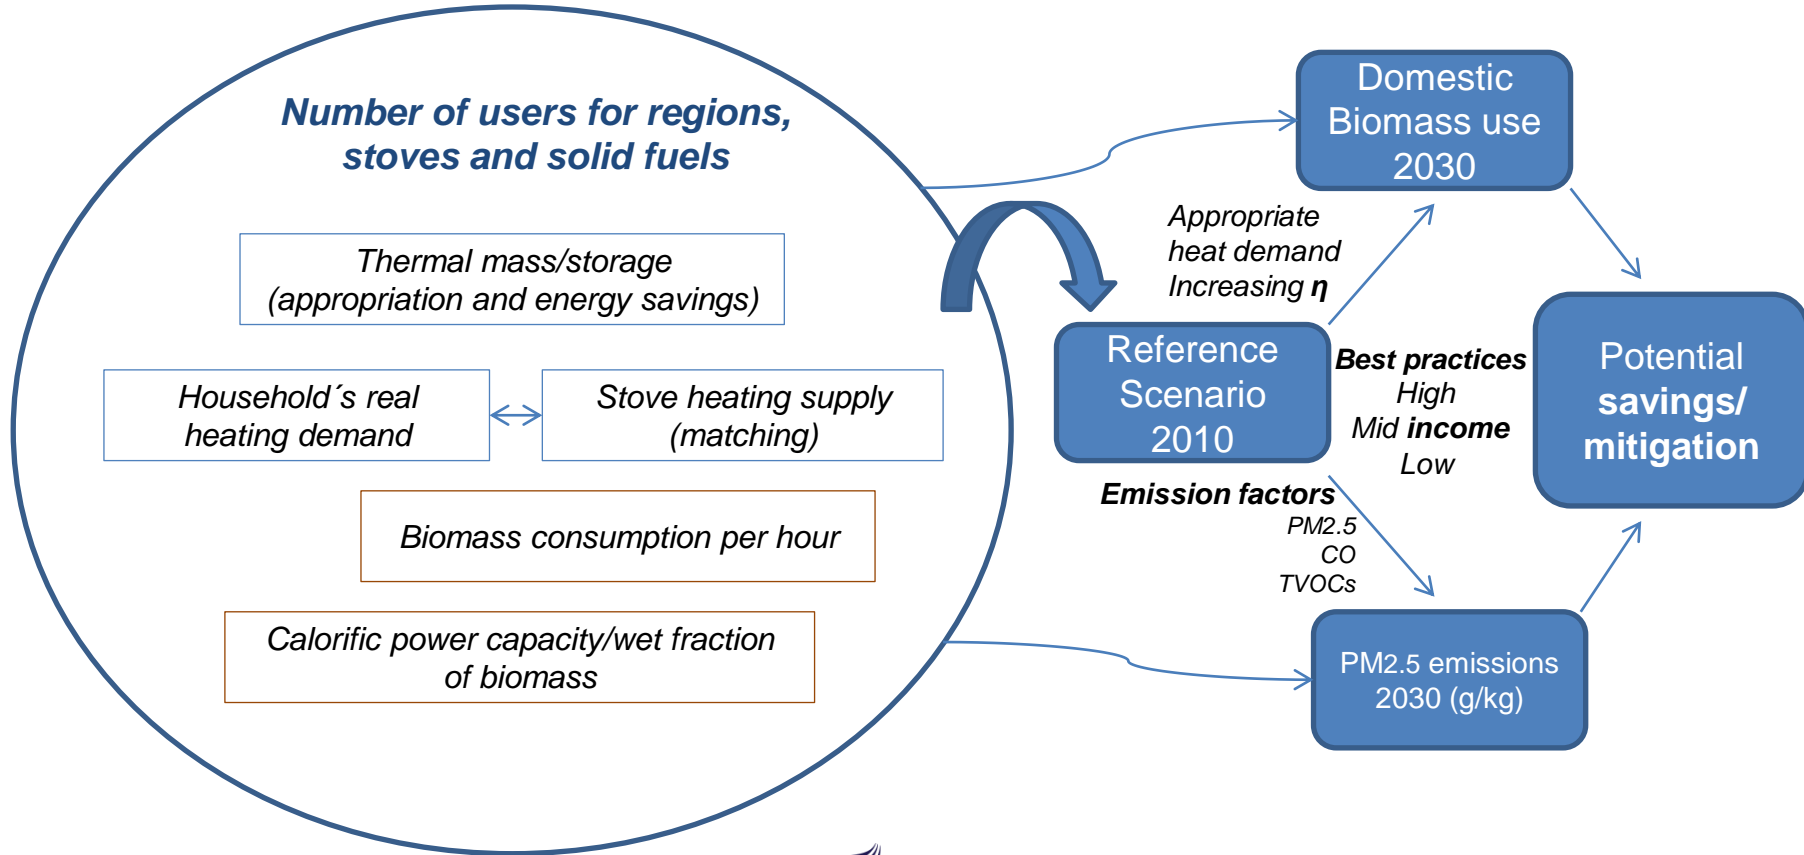 Number of users for regions,
stoves and solid fuels
Thermal mass/storage
(appropriation and energy savings)
Household´s real
heating demand
Stove heating supply
(matching)
Biomass consumption per hour
Calorific power capacity/wet fraction
of biomass
Domestic
Biomass use
2030
Appropriate
heat demand
Increasing η
Reference
Scenario
2010
Best practices
High
Mid income
Low
Emission factors
PM2.5
CO
TVOCs
Potential
savings/
mitigation
PM2.5 emissions
2030 (g/kg)